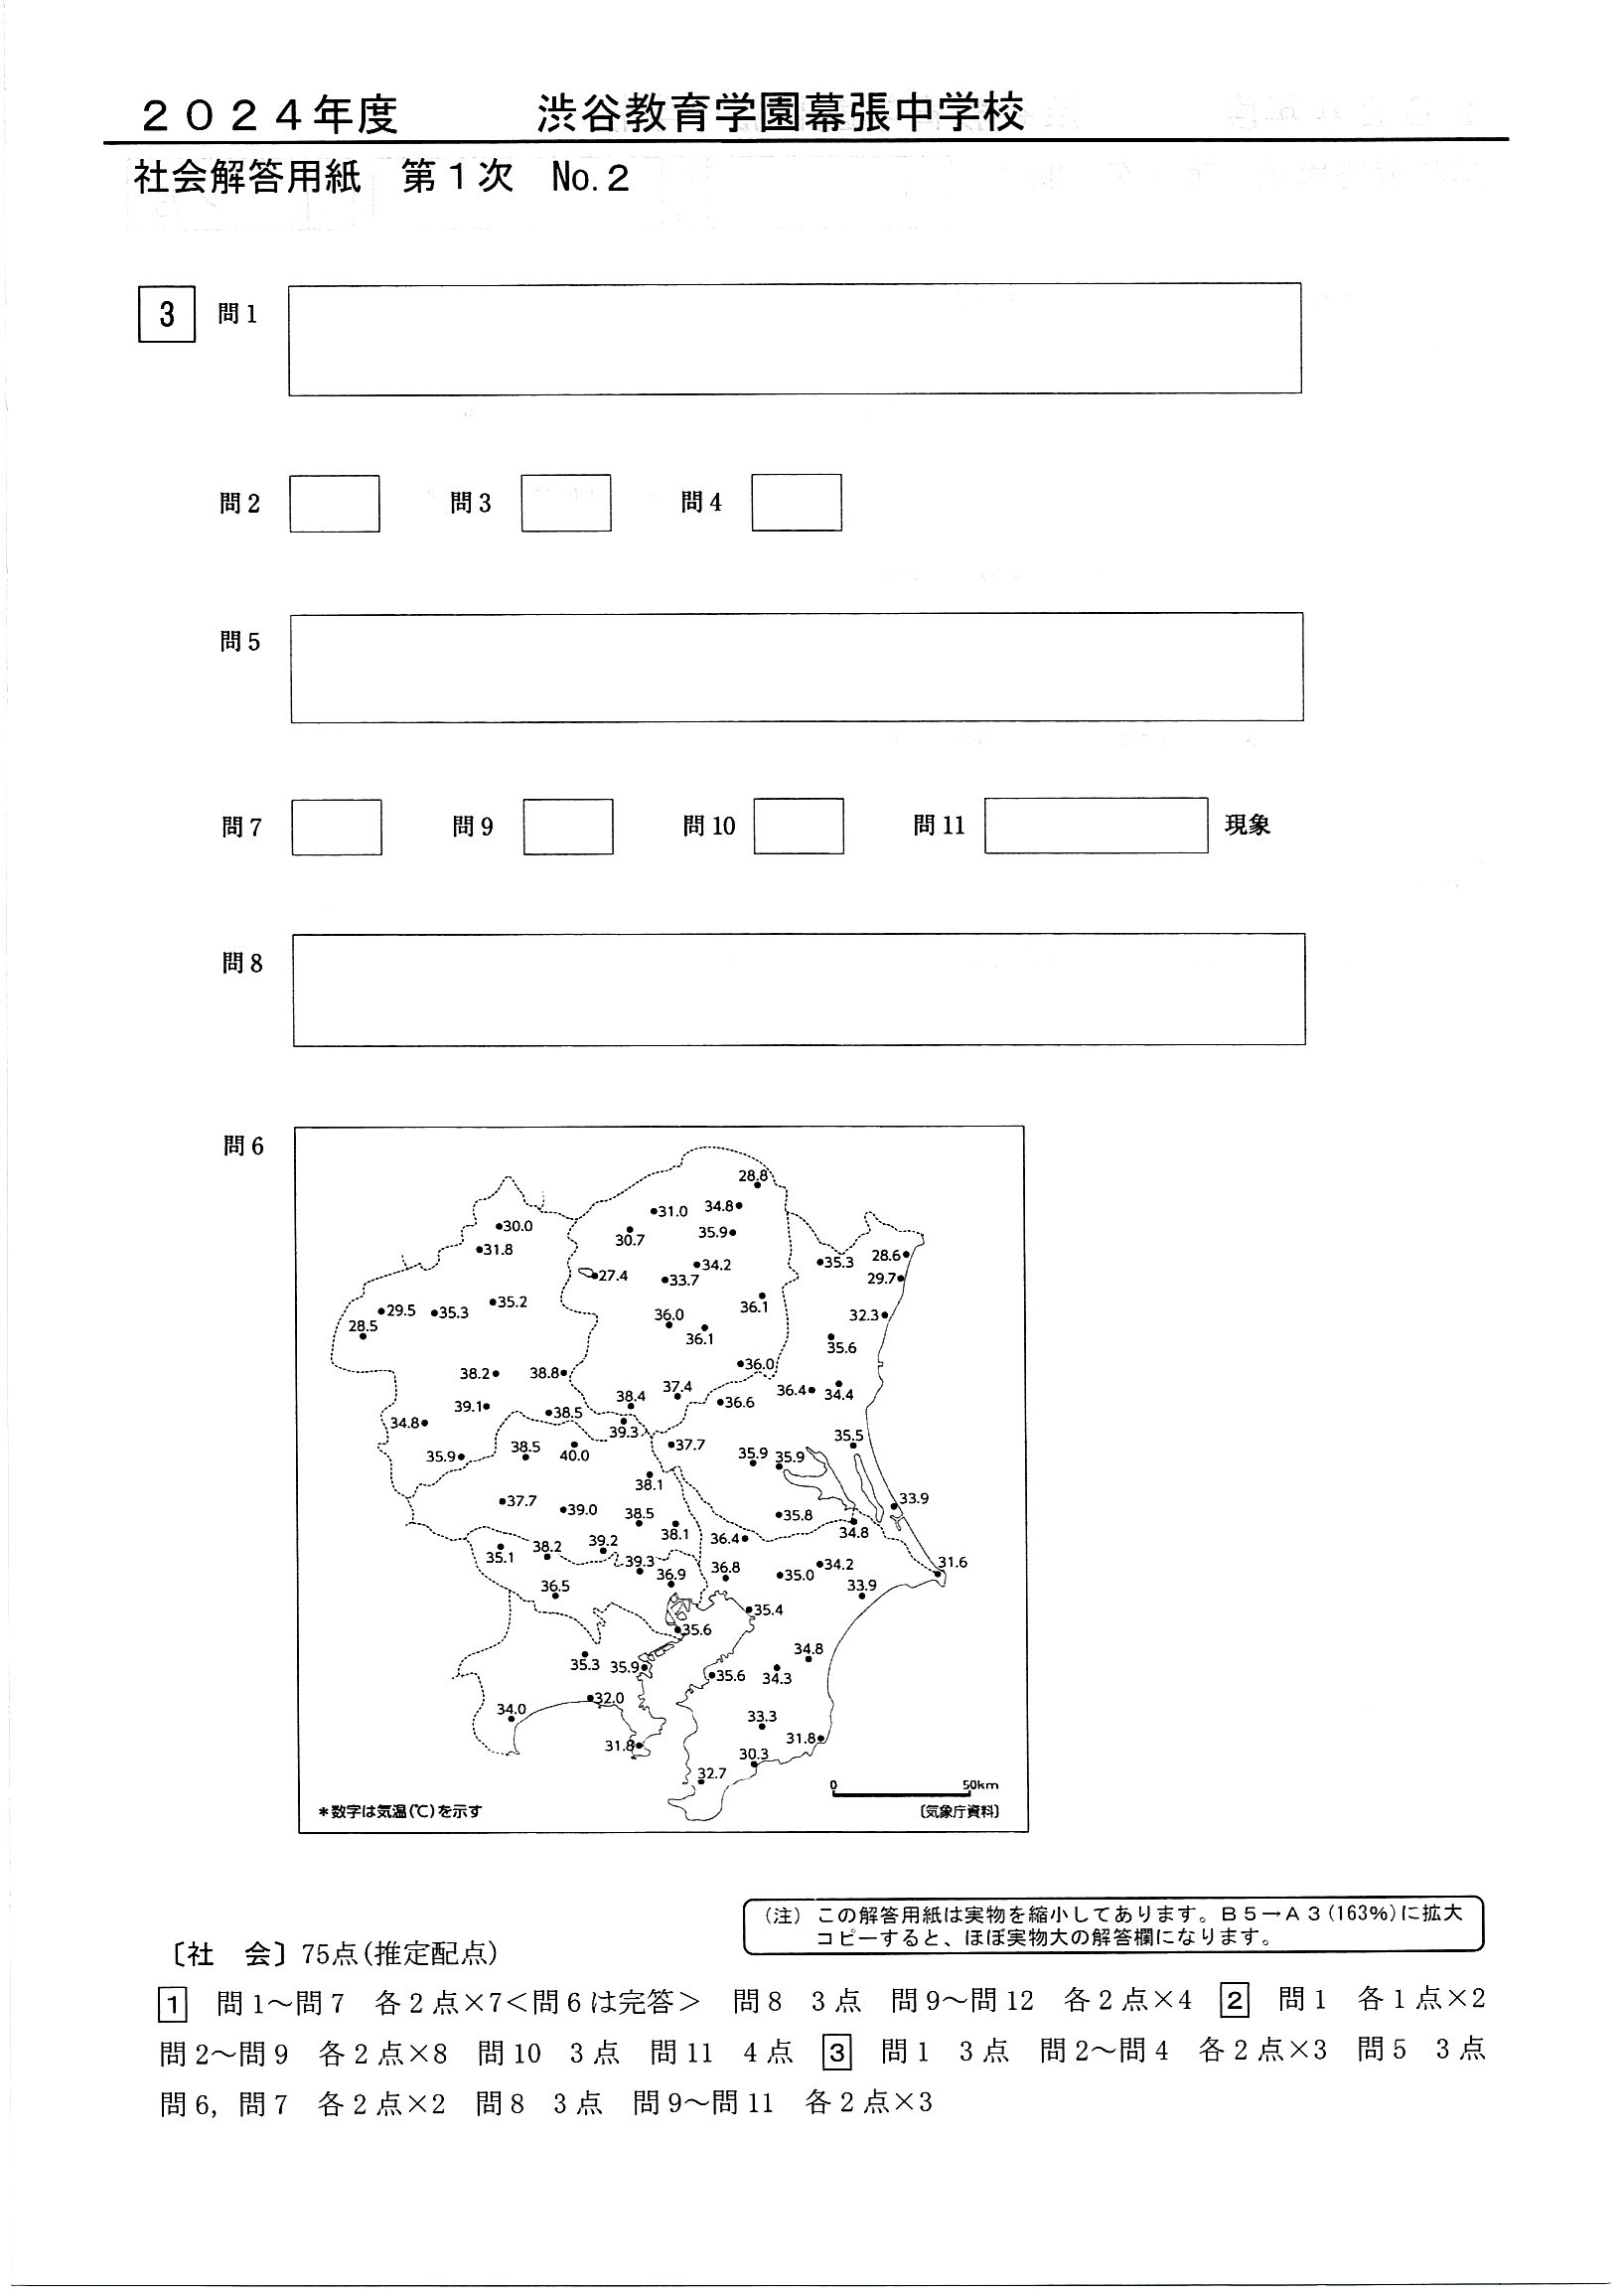 ２０２４年度　渋谷教育学園幕張中学校
社会解答用紙　第１次　No.２
3　問1
問2　問3　問4
問5
問7　問9　問10　問11　現象
問8
問6
28.8
31.0　34.8
30.0　30.7　35.9
31.8　34.2　35.3　28.6
27.4　33.7　29.7
29.5　35.3　35.2　36.1　32.3
28.5　36.0　36.1　35.6
38.2　38.8　36.0
39.1　38.4　37.4　36.6　36.4　34.4
34.8　38.5　39.3　35.5
35.9　38.5　40.0　37.7　35.9　35.9
38.1
37.7　39.0　38.5　38.1　35.8　33.9
35.1　38.2　39.2　36.4　34.8
39.3　36.9　36.8　35.0　34.2　31.6
36.5　33.9
35.4
35.6
35.3　35.9　35.6　34.3　34.8
34.0　32.0　33.3
31.8　30.3　31.8
32.7
0　50km
＊数字は気温(℃)を示す　〔気象庁資料〕
(注)　この解答用紙は実物を縮小してあります。Ｂ５→Ａ３(163%)に拡大
コピーすると、ほぼ実物大の解答欄になります。
〔社　会〕75点(推定配点)
1　問1～問7　各2点×7＜問6は完答＞　問8　3点　問9～問12　各2点×4　2　問1　各1点×2
問2～問9　各2点×8　問10　3点　問11　4点　3　問1　3点　問2～問4　各2点×3　問5　3点
問6，問7　各2点×2　問8　3点　問9～問11　各2点×3